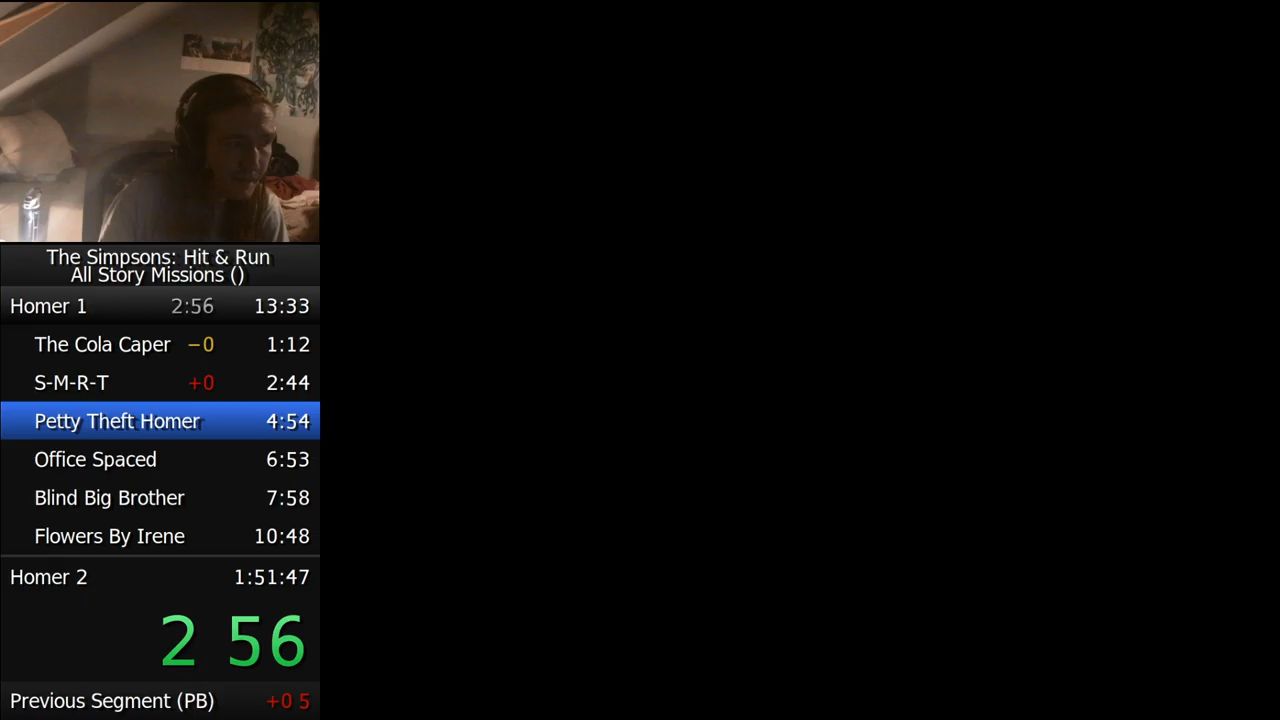 The Simpsons: Hit & Run
All Story Missions ()
Homer 1 2:56 13:33
The Cola Caper −0 1:12
S-M-R-T +0 2:44
Petty Theft Homer 4:54
Office Spaced 6:53
Blind Big Brother 7:58
Flowers By Irene 10:48
Homer 2 1:51:47
2 56
Previous Segment (PB) +0 5